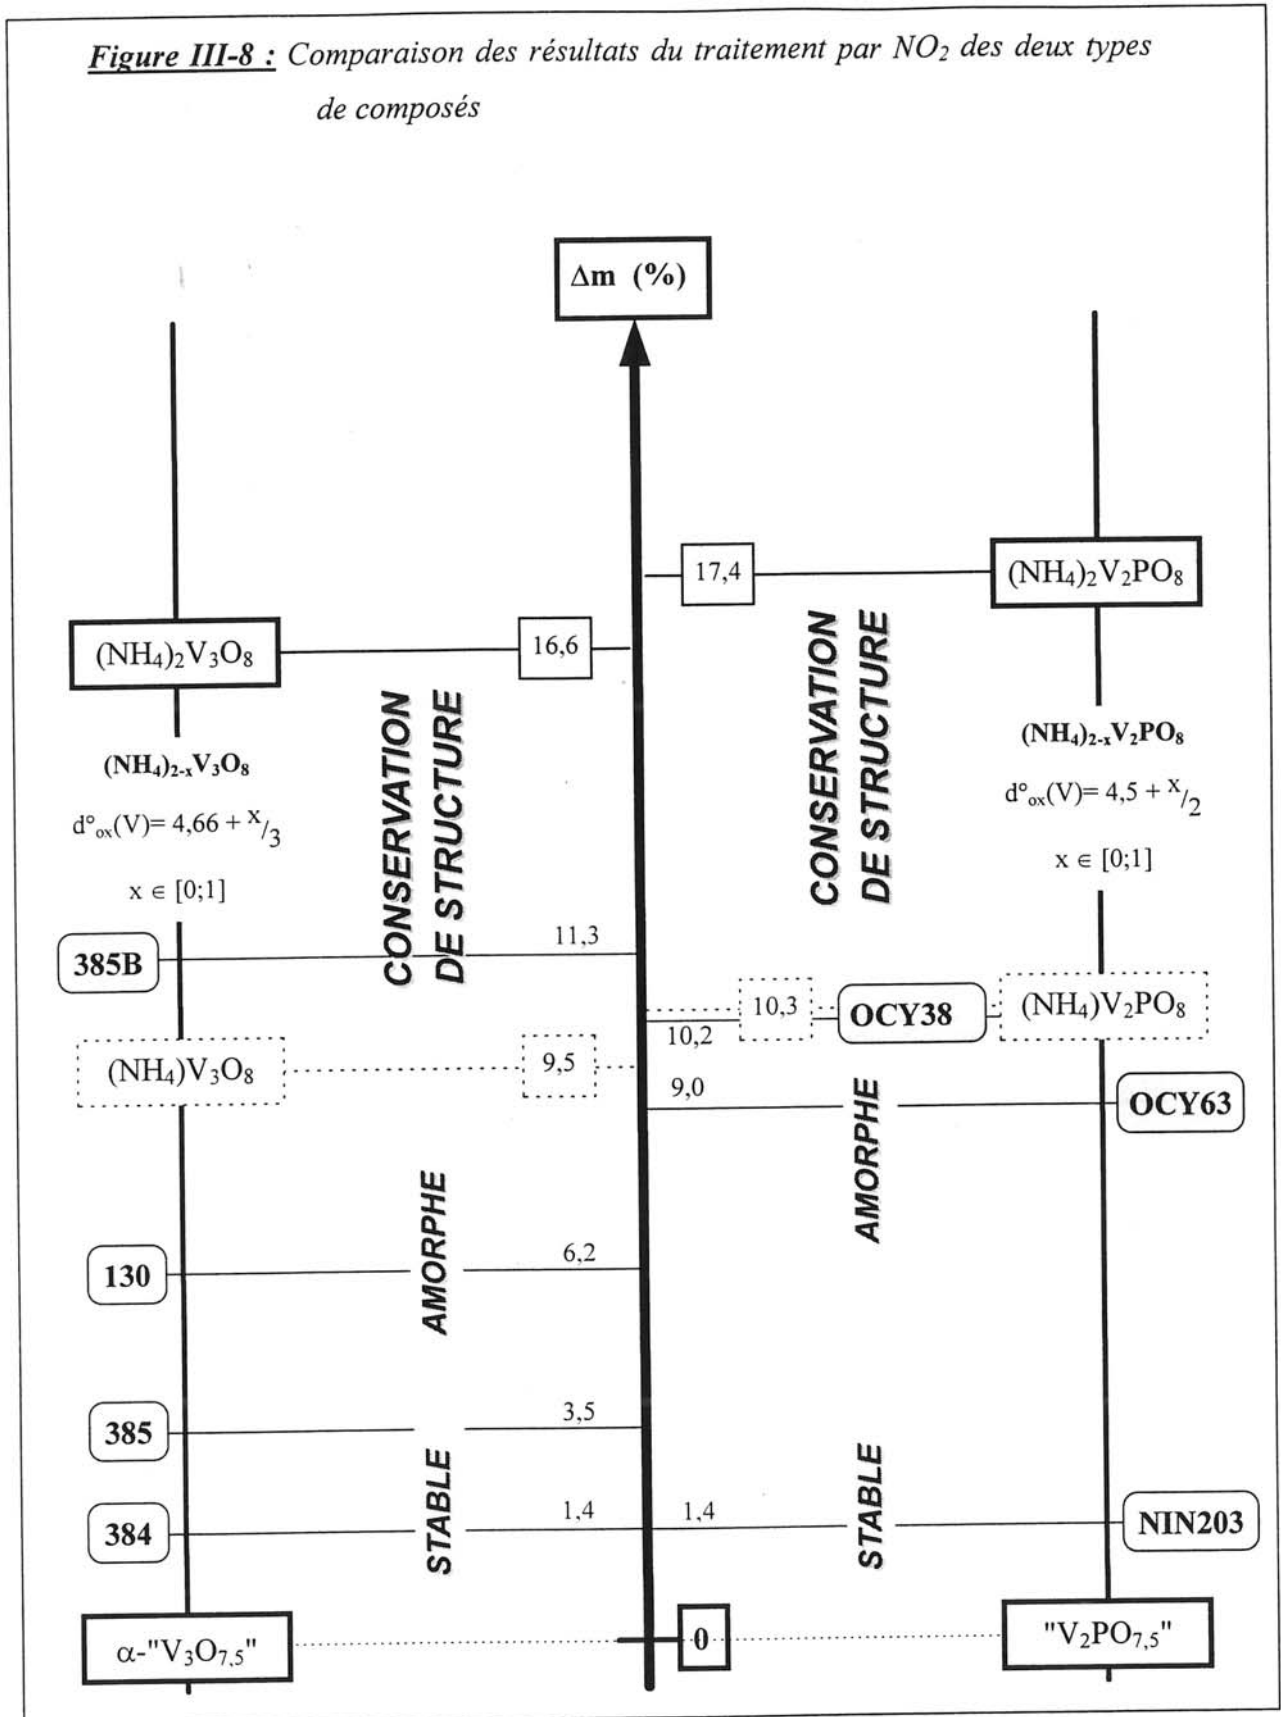 Figure III-8 : Comparaison des résultats du traitement par NO₂ des deux types
de composés
Δm (%)
(NH₄)₂V₂PO₈
17,4
(NH₄)₂V₃O₈
16,6
CONSERVATION
DE STRUCTURE
CONSERVATION
DE STRUCTURE
(NH₄)₂₋ₓV₃O₈
d°ₒₓ(V)= 4,66 + x/3
x ∈ [0;1]
(NH₄)₂₋ₓV₂PO₈
d°ₒₓ(V)= 4,5 + x/2
x ∈ [0;1]
385B
11,3
10,3
OCY38
(NH₄)V₂PO₈
10,2
(NH₄)V₃O₈
9,5
9,0
OCY63
AMORPHE
AMORPHE
130
6,2
385
3,5
STABLE
STABLE
384
1,4
1,4
NIN203
α-"V₃O₇,₅"
0
"V₂PO₇,₅"